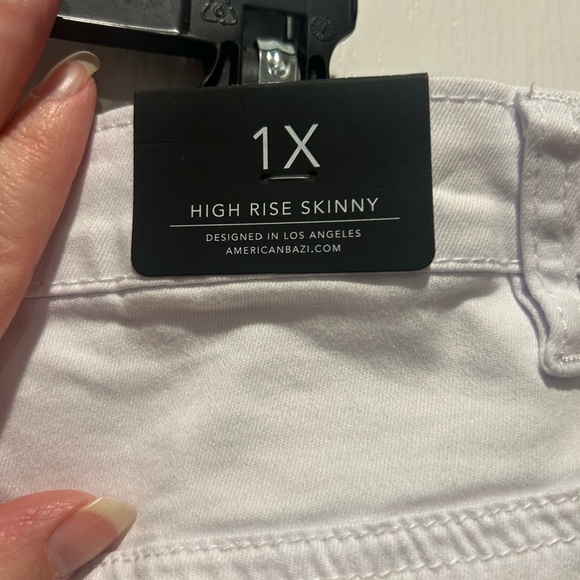 1X
HIGH RISE SKINNY
DESIGNED IN LOS ANGELES
AMERICANBAZI.COM